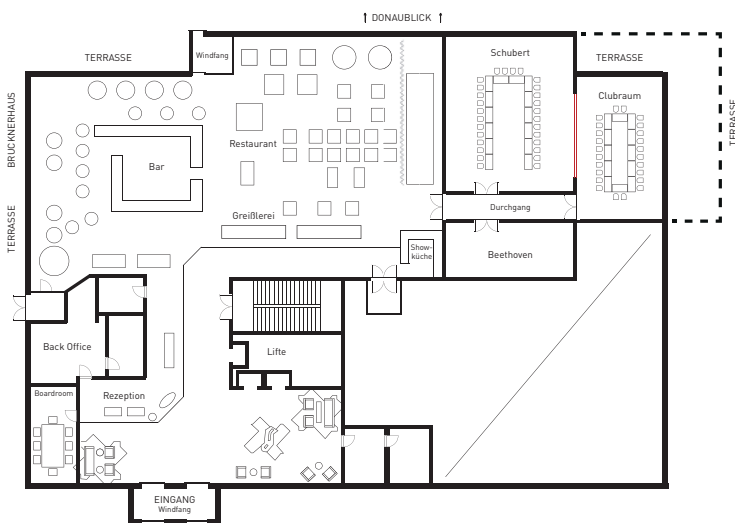 DONAUBLICK
Windfang
TERRASSE
Schubert
TERRASSE
Clubraum
TERRASSE
BRUCKNERHAUS
Restaurant
Bar
TERRASSE
Greißlerei
Durchgang
Show-
küche
Beethoven
Back Office
Lifte
Boardroom
Rezeption
EINGANG
Windfang